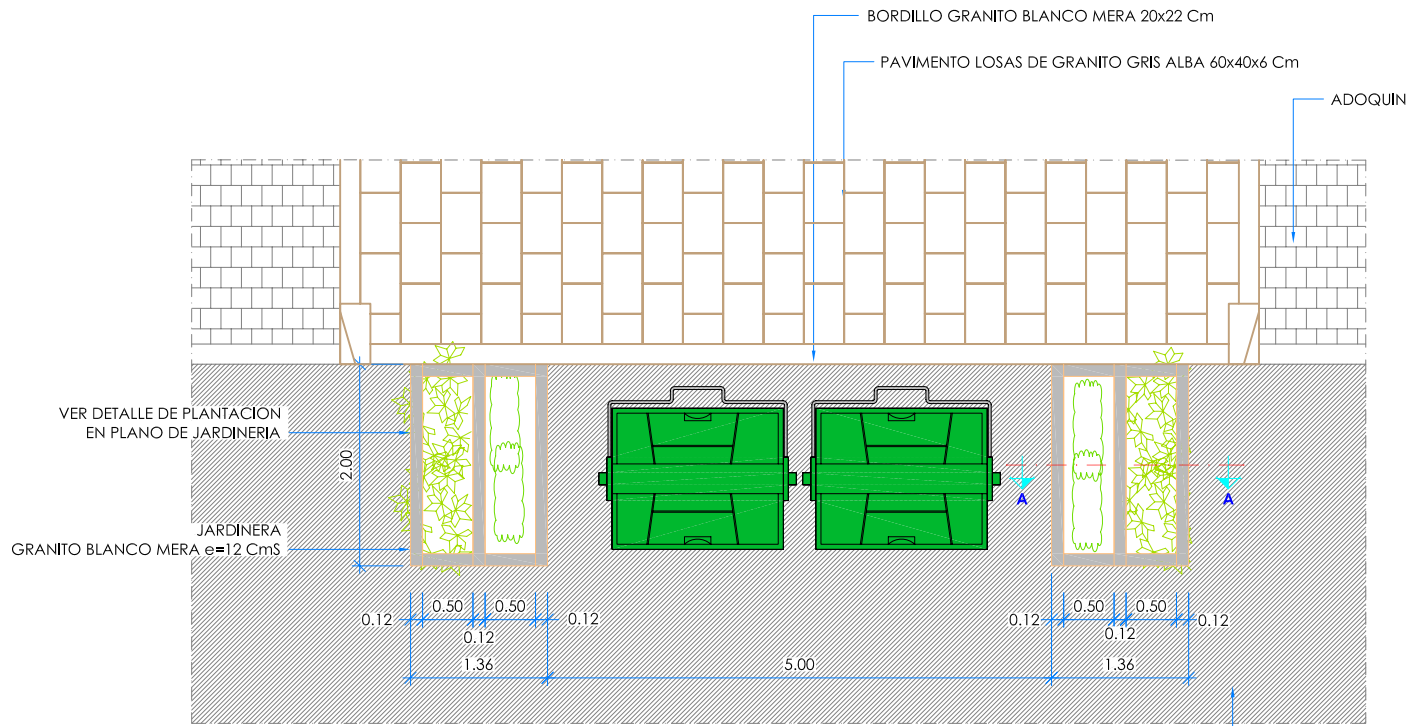 BORDILLO GRANITO BLANCO MERA 20x22 Cm
PAVIMENTO LOSAS DE GRANITO GRIS ALBA 60x40x6 Cm
ADOQUIN
VER DETALLE DE PLANTACION
EN PLANO DE JARDINERIA
2.00
A
A
JARDINERA
GRANITO BLANCO MERA e=12 CmS
0.12
0.50
0.12
0.50
0.12
0.12
0.50
0.12
0.50
0.12
1.36
5.00
1.36